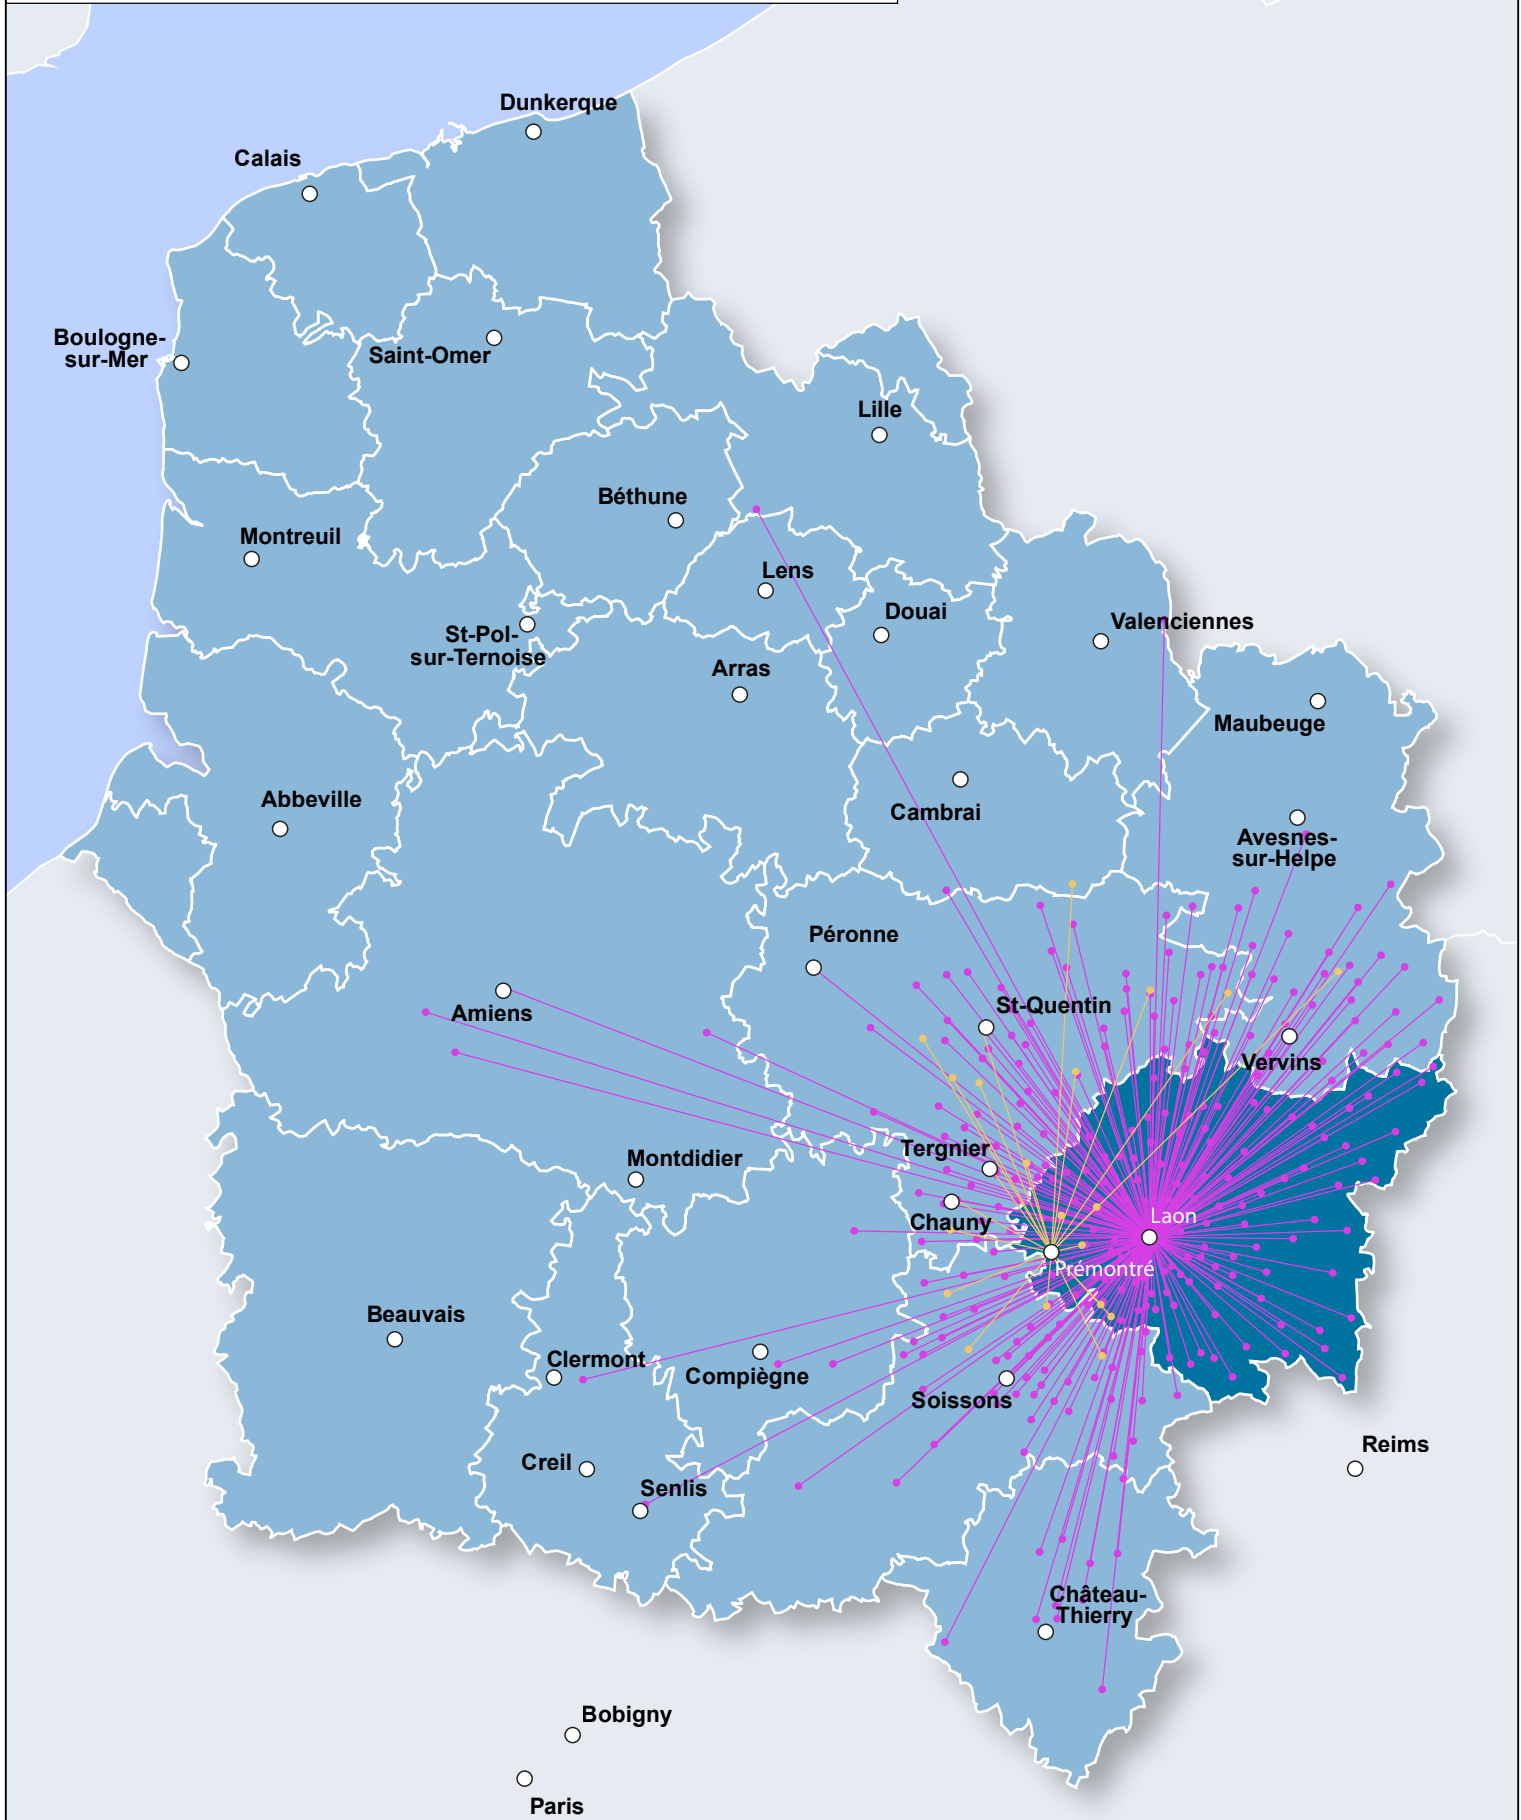 Dunkerque
Calais
Boulogne-
sur-Mer
Saint-Omer
Lille
Béthune
Montreuil
Lens
Douai
Valenciennes
St-Pol-
sur-Ternoise
Arras
Maubeuge
Abbeville
Cambrai
Avesnes-
sur-Helpe
Péronne
Amiens
St-Quentin
Vervins
Tergnier
Montdidier
Chauny
Laon
Prémontré
Beauvais
Clermont
Compiègne
Soissons
Reims
Creil
Senlis
Château-
Thierry
Bobigny
Paris